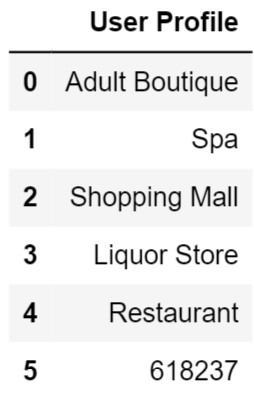 User Profile
0 Adult Boutique
1 Spa
2 Shopping Mall
3 Liquor Store
4 Restaurant
5 618237